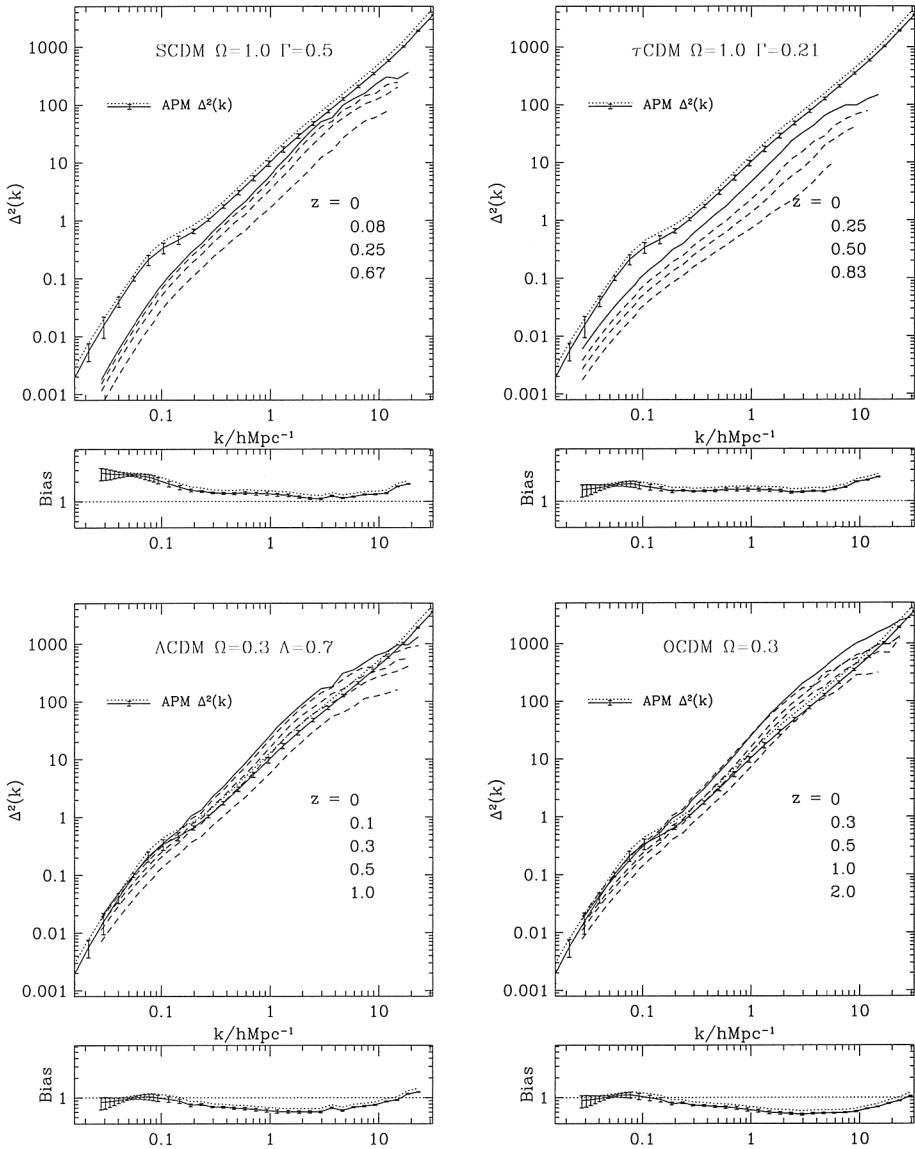 SCDM Ω=1.0 Γ=0.5
APM Δ²(k)
z = 0
0.08
0.25
0.67
Δ²(k)
1000
100
10
1
0.1
0.01
0.001
0.1
1
10
k/hMpc⁻¹
Bias
1
0.1
1
10
τCDM Ω=1.0 Γ=0.21
APM Δ²(k)
z = 0
0.25
0.50
0.83
Δ²(k)
1000
100
10
1
0.1
0.01
0.001
0.1
1
10
k/hMpc⁻¹
Bias
1
0.1
1
10
ΛCDM Ω=0.3 Λ=0.7
APM Δ²(k)
z = 0
0.1
0.3
0.5
1.0
Δ²(k)
1000
100
10
1
0.1
0.01
0.001
0.1
1
10
k/hMpc⁻¹
Bias
1
0.1
1
10
OCDM Ω=0.3
APM Δ²(k)
z = 0
0.3
0.5
1.0
2.0
Δ²(k)
1000
100
10
1
0.1
0.01
0.001
0.1
1
10
k/hMpc⁻¹
Bias
1
0.1
1
10